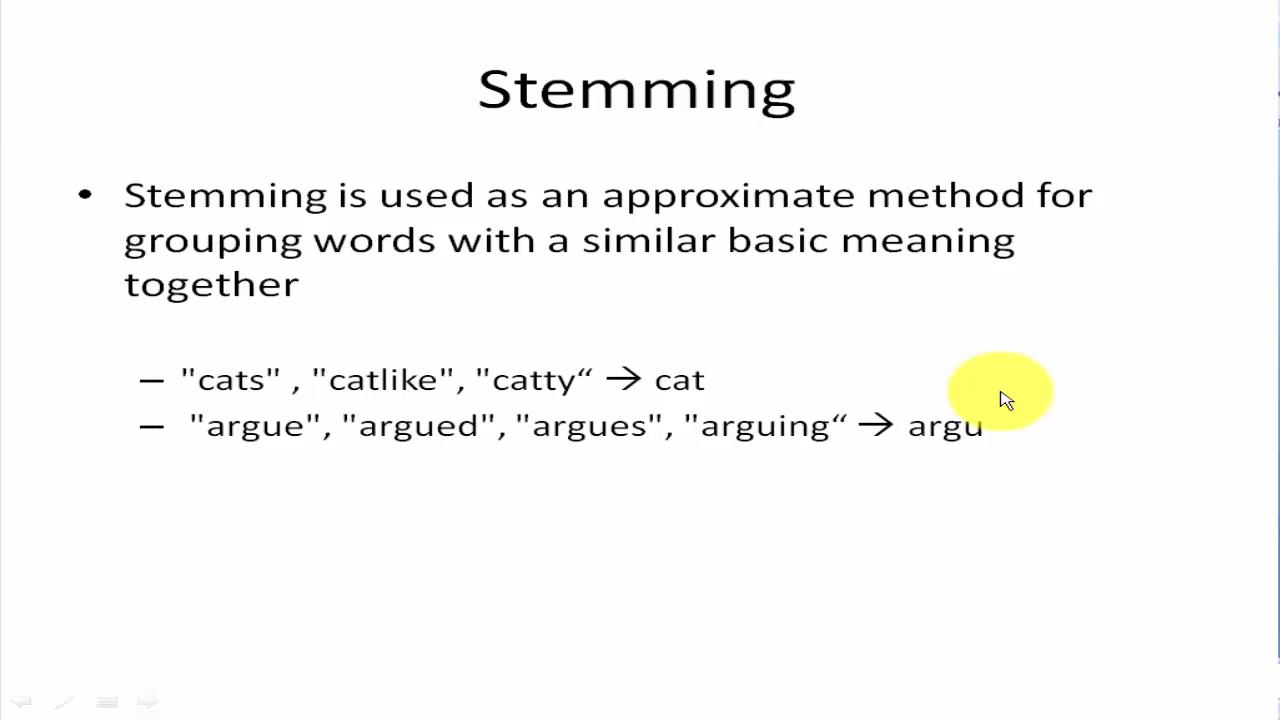 Stemming
• Stemming is used as an approximate method for
grouping words with a similar basic meaning
together
– "cats" , "catlike", "catty“ → cat
– "argue", "argued", "argues", "arguing“ → argu